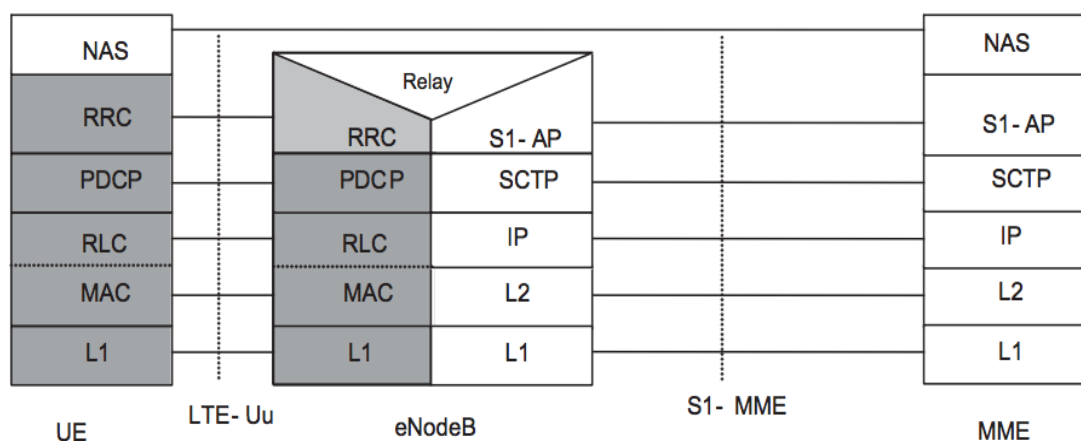 NAS
NAS
Relay
RRC
RRC
S1- AP
S1- AP
PDCP
PDCP
SCTP
SCTP
RLC
RLC
IP
IP
MAC
MAC
L2
L2
L1
L1
L1
L1
UE
LTE- Uu
eNodeB
S1- MME
MME